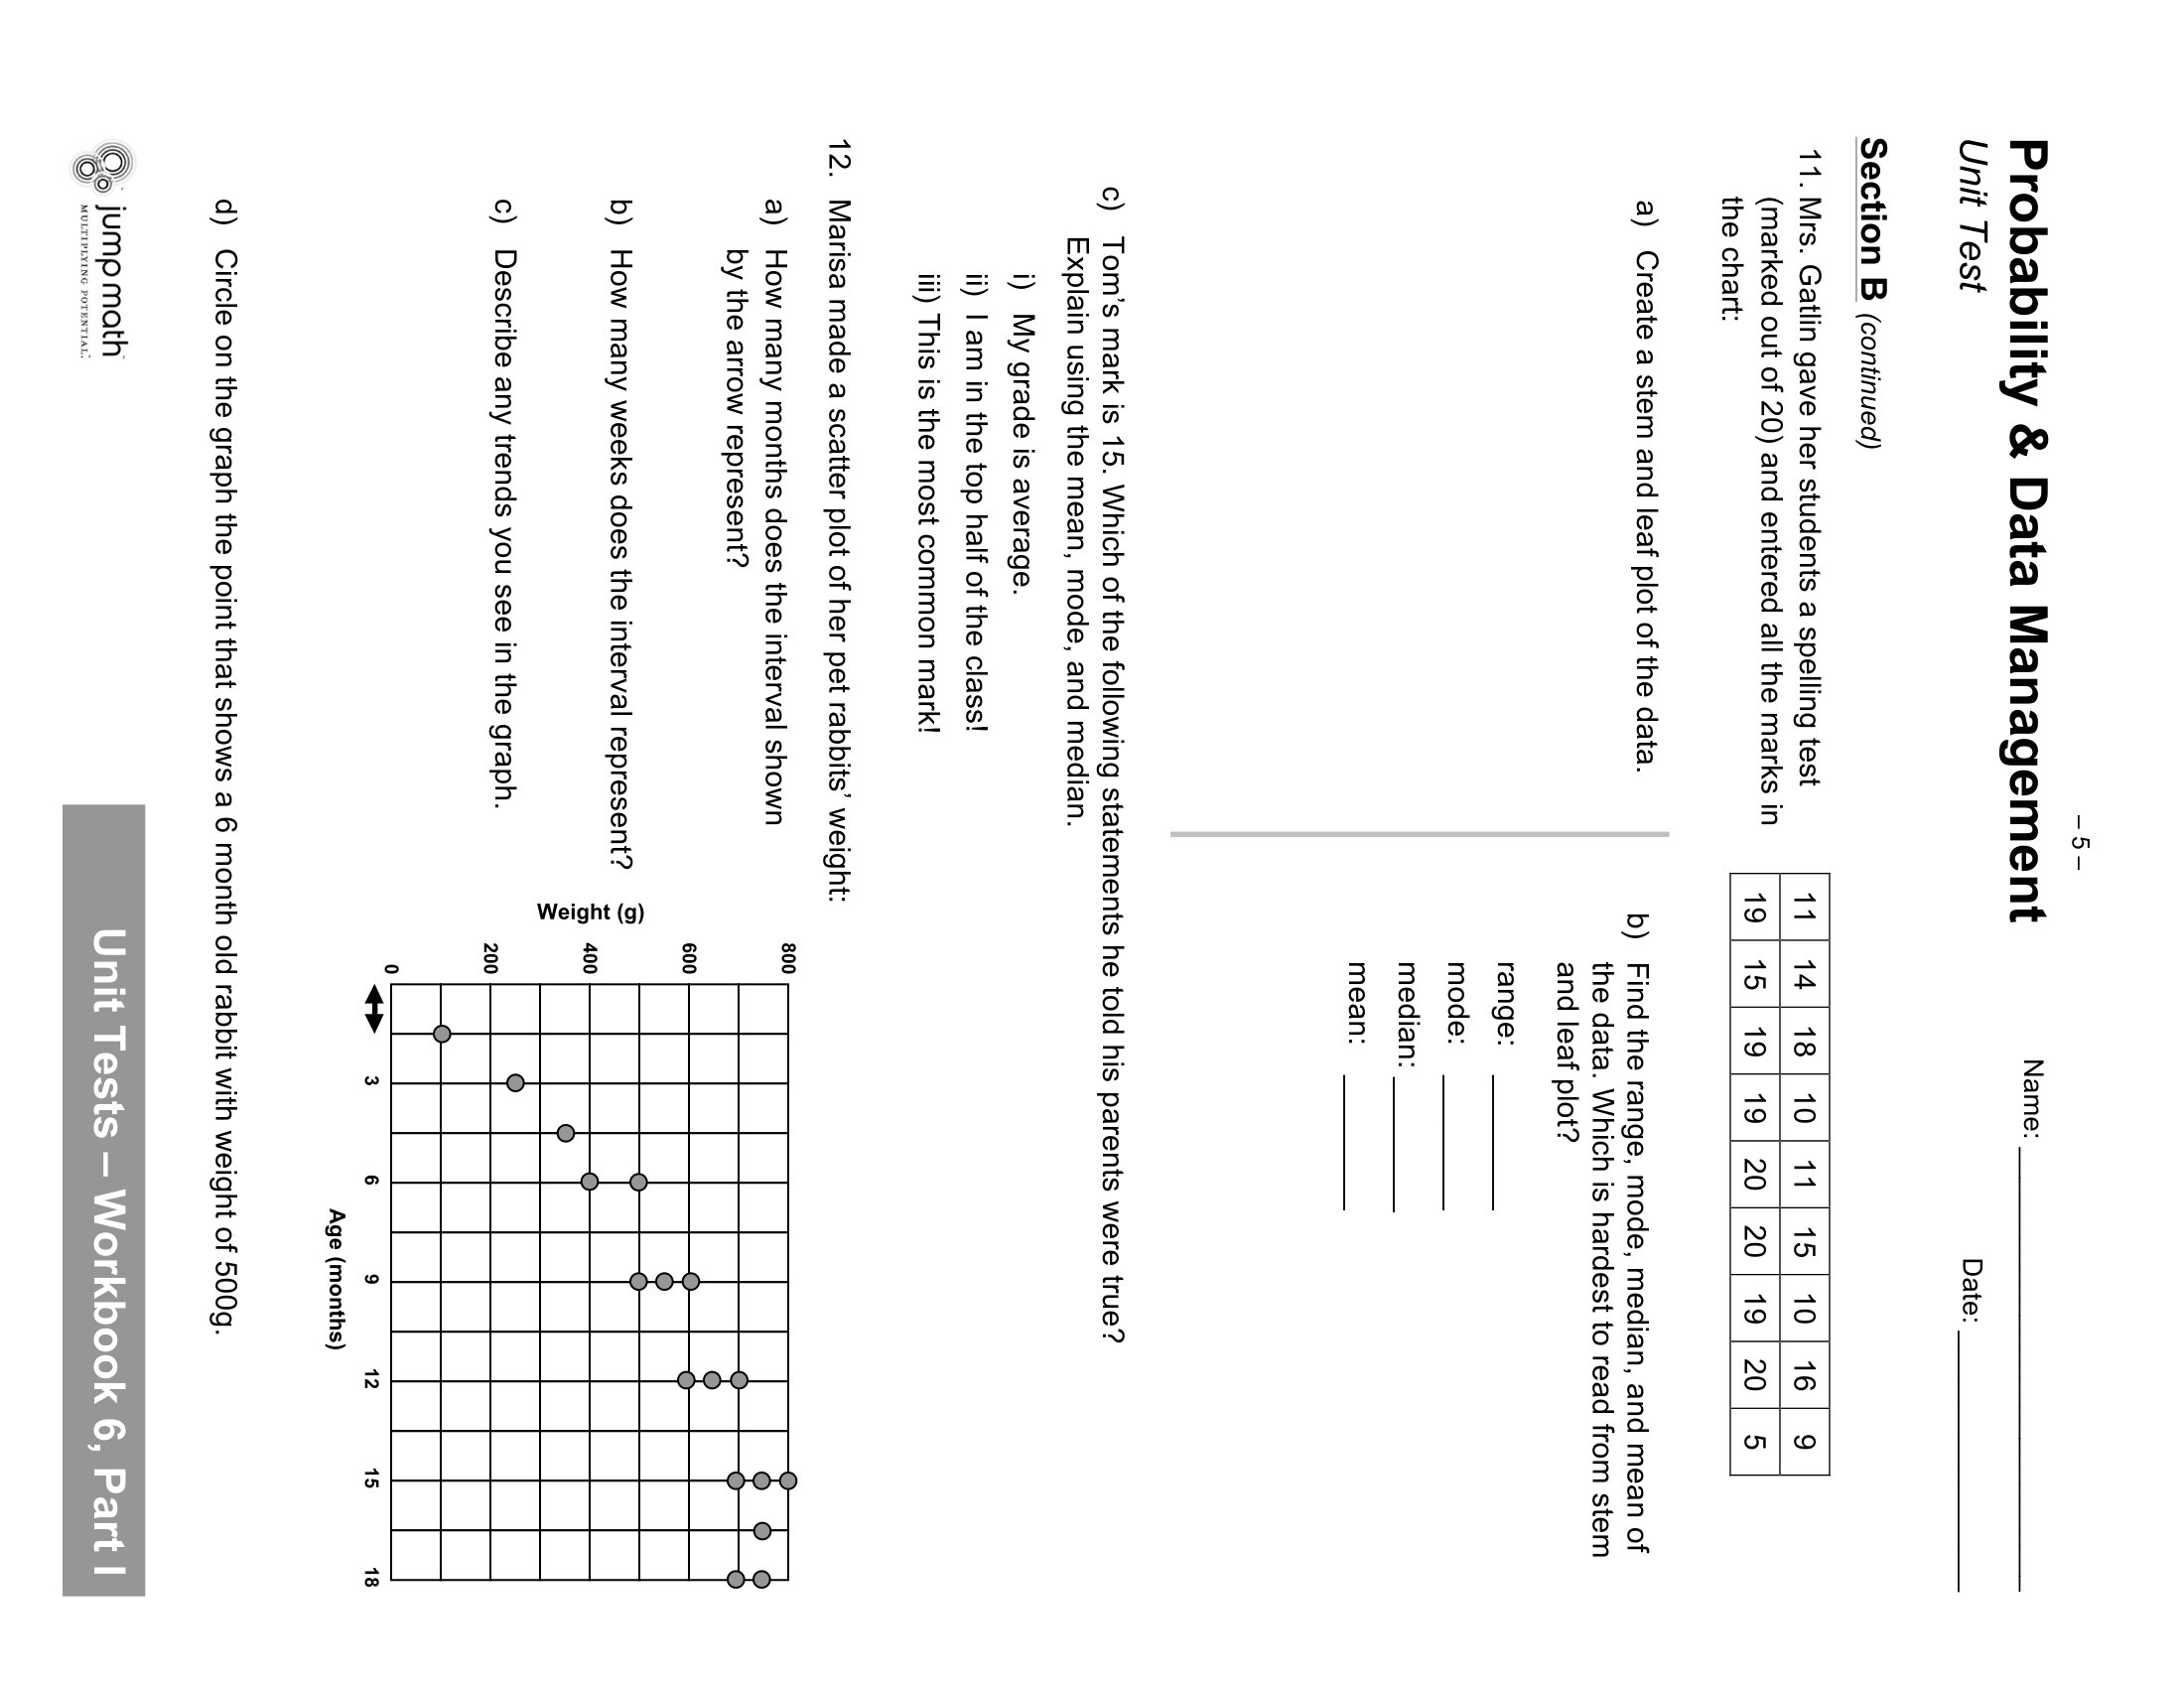 – 5 –
Probability & Data Management
Name:
Unit Test
Date:
Section B (continued)
11. Mrs. Gatlin gave her students a spelling test
(marked out of 20) and entered all the marks in
the chart:
11 14 18 10 11 15 10 16 9
19 15 19 19 20 20 19 20 5
a) Create a stem and leaf plot of the data.
b) Find the range, mode, median, and mean of
the data. Which is hardest to read from stem
and leaf plot?
range:
mode:
median:
mean:
c) Tom’s mark is 15. Which of the following statements he told his parents were true?
Explain using the mean, mode, and median.
i) My grade is average.
ii) I am in the top half of the class!
iii) This is the most common mark!
12. Marisa made a scatter plot of her pet rabbits’ weight:
a) How many months does the interval shown
by the arrow represent?
b) How many weeks does the interval represent?
c) Describe any trends you see in the graph.
Weight (g)
800
600
400
200
0
3 6 9 12 15 18
Age (months)
d) Circle on the graph the point that shows a 6 month old rabbit with weight of 500g.
jump math
MULTIPLYING POTENTIAL.
Unit Tests – Workbook 6, Part I